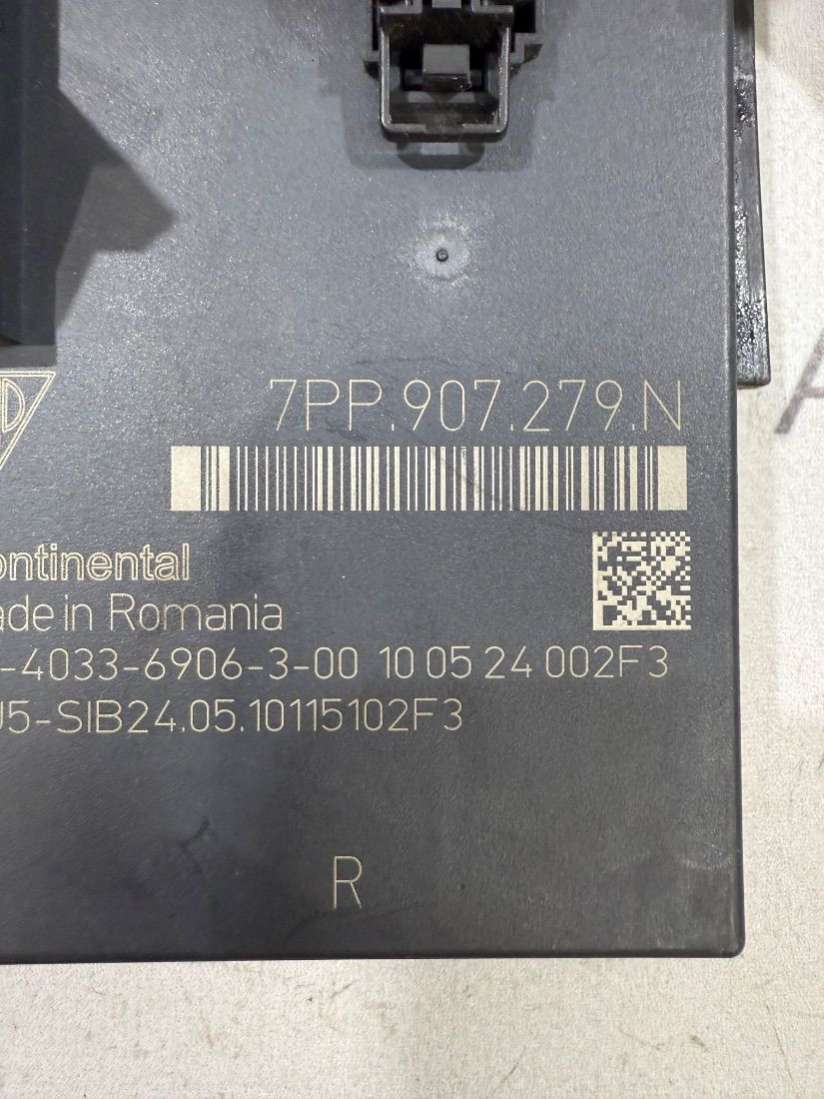 7PP.907.279.N
ontinental
ade in Romania
-4033-6906-3-00 10 05 24 002F3
U5-SIB24.05.10115102F3
R